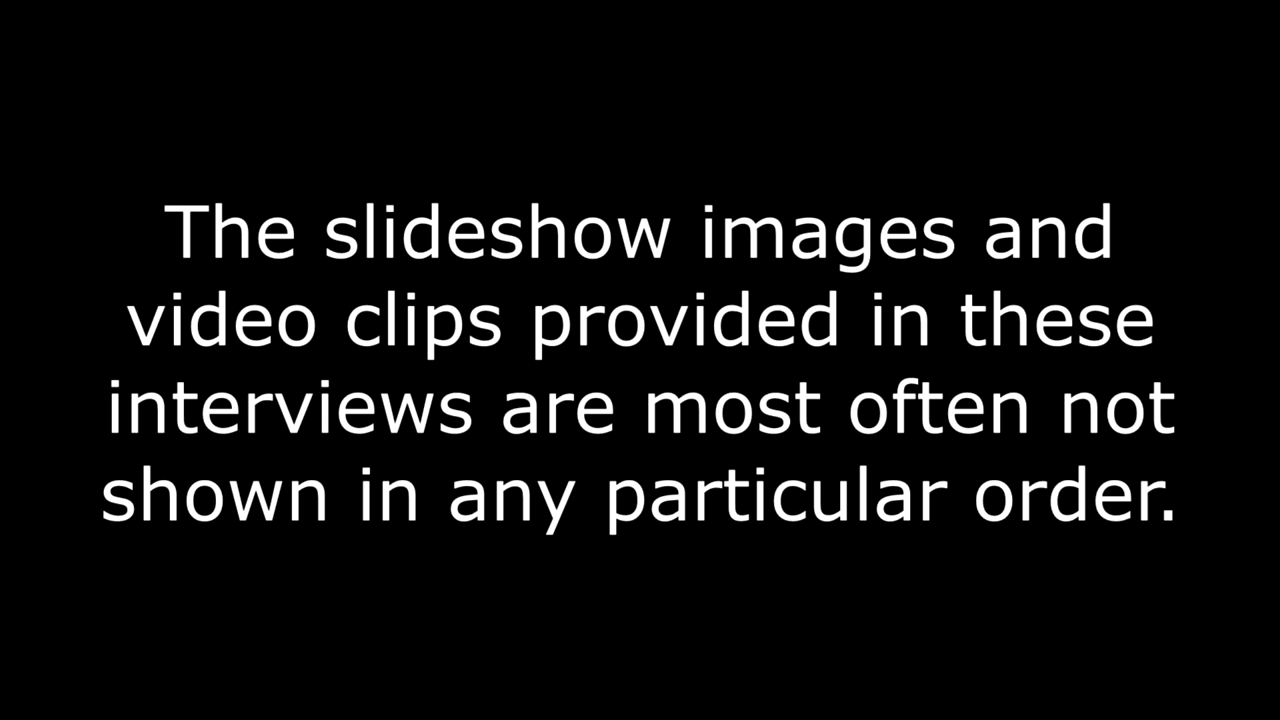 The slideshow images and
video clips provided in these
interviews are most often not
shown in any particular order.